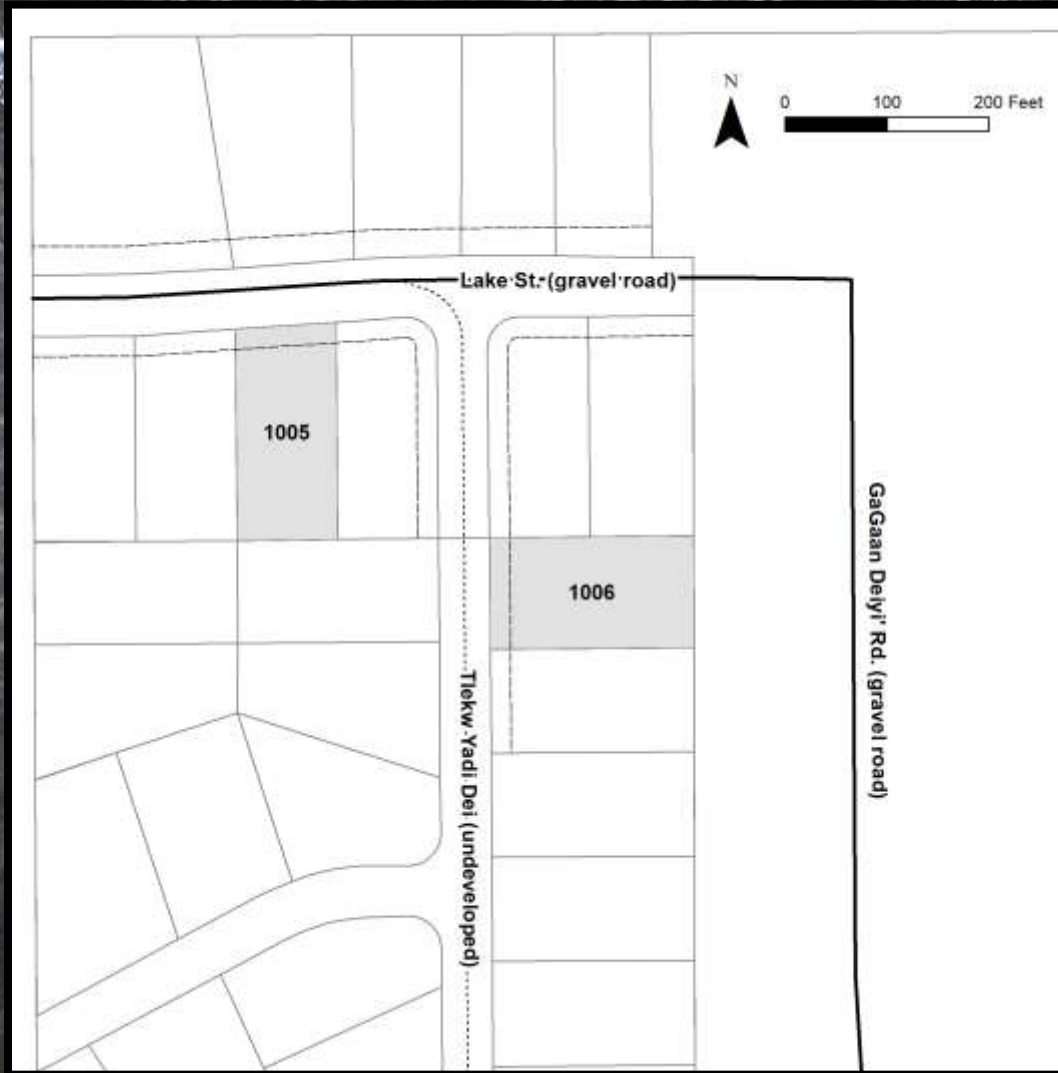 N
0 100 200 Feet
Lake St. (gravel road)
1005
GaGaan Deiyi' Rd. (gravel road)
1006
Tlekw Yadi Dei (undeveloped)